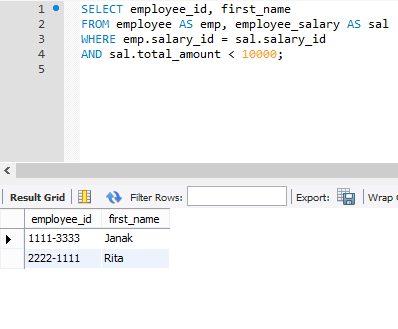 1 SELECT employee_id, first_name
2 FROM employee AS emp, employee_salary AS sal
3 WHERE emp.salary_id = sal.salary_id
4 AND sal.total_amount < 10000;
5
Result Grid Filter Rows: Export: Wrap
employee_id first_name
1111-3333 Janak
2222-1111 Rita